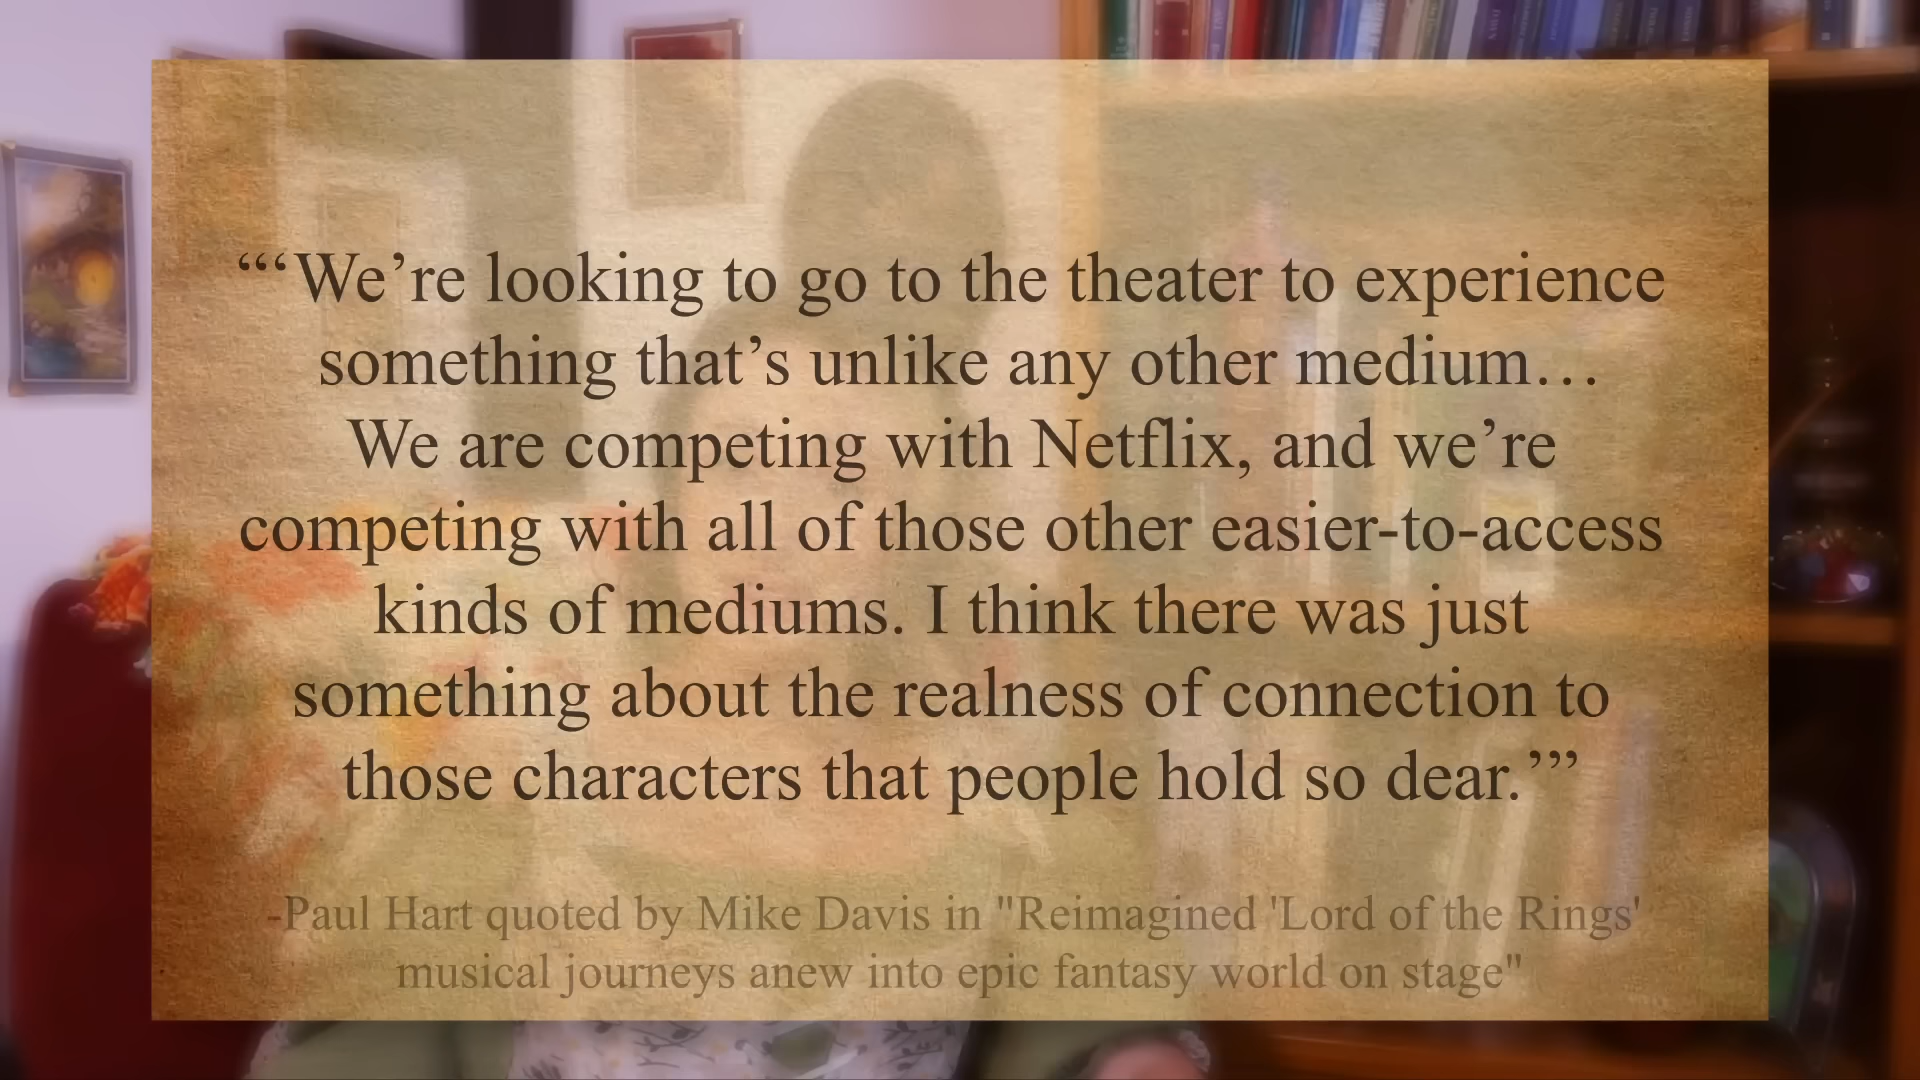 “‘We’re looking to go to the theater to experience
something that’s unlike any other medium…
We are competing with Netflix, and we’re
competing with all of those other easier-to-access
kinds of mediums. I think there was just
something about the realness of connection to
those characters that people hold so dear.’”
-Paul Hart quoted by Mike Davis in "Reimagined 'Lord of the Rings'
musical journeys anew into epic fantasy world on stage"